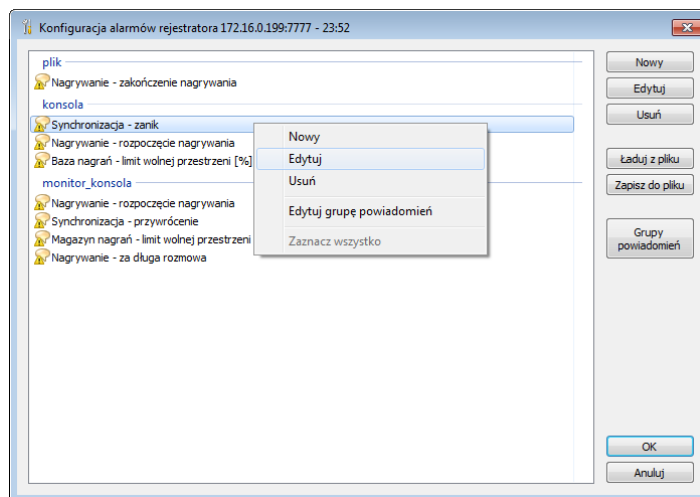 Konfiguracja alarmów rejestratora 172.16.0.199:7777 - 23:52
plik
Nagrywanie - zakończenie nagrywania
konsola
Synchronizacja - zanik
Nagrywanie - rozpoczęcie nagrywania
Baza nagrań - limit wolnej przestrzeni [%]
monitor_konsola
Nagrywanie - rozpoczęcie nagrywania
Synchronizacja - przywrócenie
Magazyn nagrań - limit wolnej przestrzeni
Nagrywanie - za długa rozmowa
Nowy
Edytuj
Usuń
Edytuj grupę powiadomień
Zaznacz wszystko
Nowy
Edytuj
Usuń
Ładuj z pliku
Zapisz do pliku
Grupy
powiadomień
OK
Anuluj